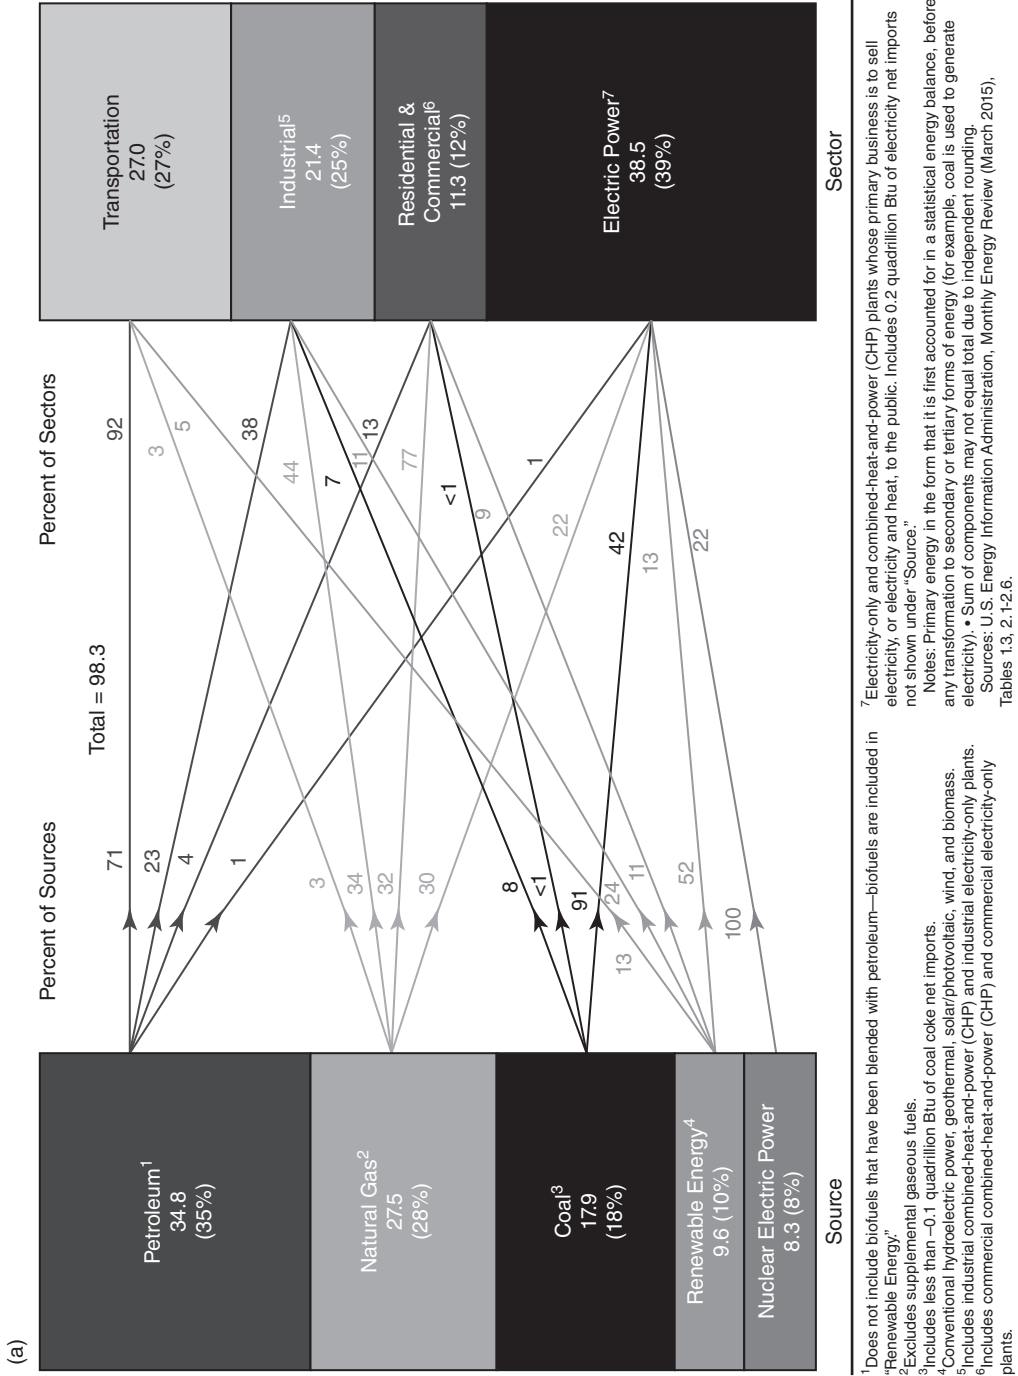 (a)
Percent of Sources
Percent of Sectors
Total = 98.3
Petroleum¹
34.8
(35%)
Natural Gas²
27.5
(28%)
Coal³
17.9
(18%)
Renewable Energy⁴
9.6 (10%)
Nuclear Electric Power
8.3 (8%)
Source
71
23
4
1
3
34
32
30
8
<1
91
13
24
11
52
100
92
3
5
38
44
7
11
13
77
<1
9
1
22
42
13
22
Transportation
27.0
(27%)
Industrial⁵
21.4
(25%)
Residential &
Commercial⁶
11.3 (12%)
Electric Power⁷
38.5
(39%)
Sector
¹Does not include biofuels that have been blended with petroleum—biofuels are included in
“Renewable Energy.”
²Excludes supplemental gaseous fuels.
³Includes less than –0.1 quadrillion Btu of coal coke net imports.
⁴Conventional hydroelectric power, geothermal, solar/photovoltaic, wind, and biomass.
⁵Includes industrial combined-heat-and-power (CHP) and industrial electricity-only plants.
⁶Includes commercial combined-heat-and-power (CHP) and commercial electricity-only
plants.
⁷Electricity-only and combined-heat-and-power (CHP) plants whose primary business is to sell
electricity, or electricity and heat, to the public. Includes 0.2 quadrillion Btu of electricity net imports
not shown under “Source.”
Notes: Primary energy in the form that it is first accounted for in a statistical energy balance, before
any transformation to secondary or tertiary forms of energy (for example, coal is used to generate
electricity). • Sum of components may not equal total due to independent rounding.
Sources: U.S. Energy Information Administration, Monthly Energy Review (March 2015),
Tables 1.3, 2.1-2.6.